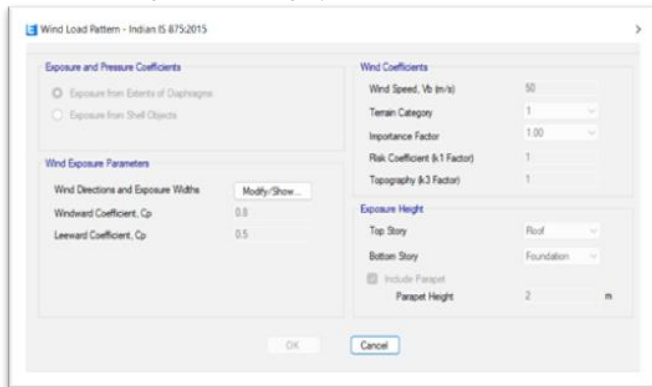 Wind Load Pattern - Indian IS 875:2015
Exposure and Pressure Coefficients
Exposure from Extents of Diaphragms
Exposure from Shell Objects
Wind Exposure Parameters
Wind Directions and Exposure Widths Modify/Show...
Windward Coefficient, Cp 0.8
Leeward Coefficient, Cp 0.5
Wind Coefficients
Wind Speed, Vb (m/s) 50
Terrain Category 1
Importance Factor 1.00
Risk Coefficient (k1 Factor) 1
Topography (k3 Factor) 1
Exposure Height
Top Story Roof
Bottom Story Foundation
Include Parapet
Parapet Height 2 m
OK Cancel